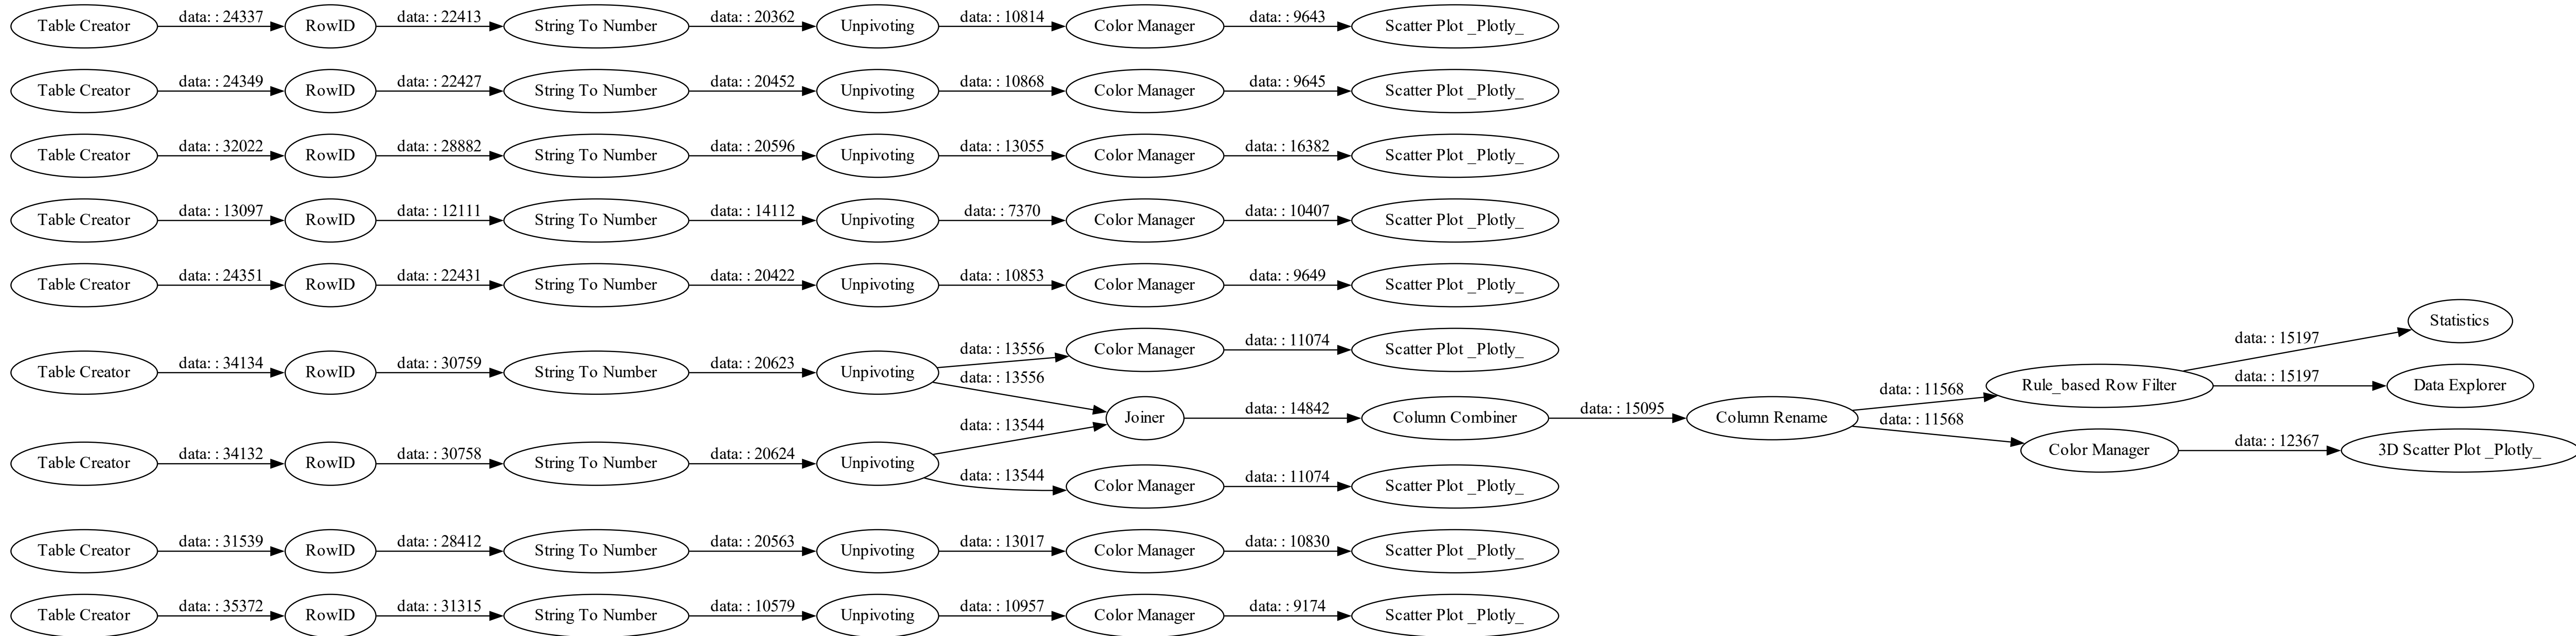 Table Creator data: : 24337 RowID data: : 22413 String To Number data: : 20362 Unpivoting data: : 10814 Color Manager data: : 9643 Scatter Plot _Plotly_
Table Creator data: : 24349 RowID data: : 22427 String To Number data: : 20452 Unpivoting data: : 10868 Color Manager data: : 9645 Scatter Plot _Plotly_
Table Creator data: : 32022 RowID data: : 28882 String To Number data: : 20596 Unpivoting data: : 13055 Color Manager data: : 16382 Scatter Plot _Plotly_
Table Creator data: : 13097 RowID data: : 12111 String To Number data: : 14112 Unpivoting data: : 7370 Color Manager data: : 10407 Scatter Plot _Plotly_
Table Creator data: : 24351 RowID data: : 22431 String To Number data: : 20422 Unpivoting data: : 10853 Color Manager data: : 9649 Scatter Plot _Plotly_
Statistics
data: : 15197
data: : 13556 Color Manager data: : 11074 Scatter Plot _Plotly_
Table Creator data: : 34134 RowID data: : 30759 String To Number data: : 20623 Unpivoting data: : 13556
data: : 11568 Rule_based Row Filter data: : 15197 Data Explorer
Joiner data: : 14842 Column Combiner data: : 15095 Column Rename data: : 11568
data: : 13544
Color Manager data: : 12367 3D Scatter Plot _Plotly_
Table Creator data: : 34132 RowID data: : 30758 String To Number data: : 20624 Unpivoting data: : 13544
Color Manager data: : 11074 Scatter Plot _Plotly_
Table Creator data: : 31539 RowID data: : 28412 String To Number data: : 20563 Unpivoting data: : 13017 Color Manager data: : 10830 Scatter Plot _Plotly_
Table Creator data: : 35372 RowID data: : 31315 String To Number data: : 10579 Unpivoting data: : 10957 Color Manager data: : 9174 Scatter Plot _Plotly_